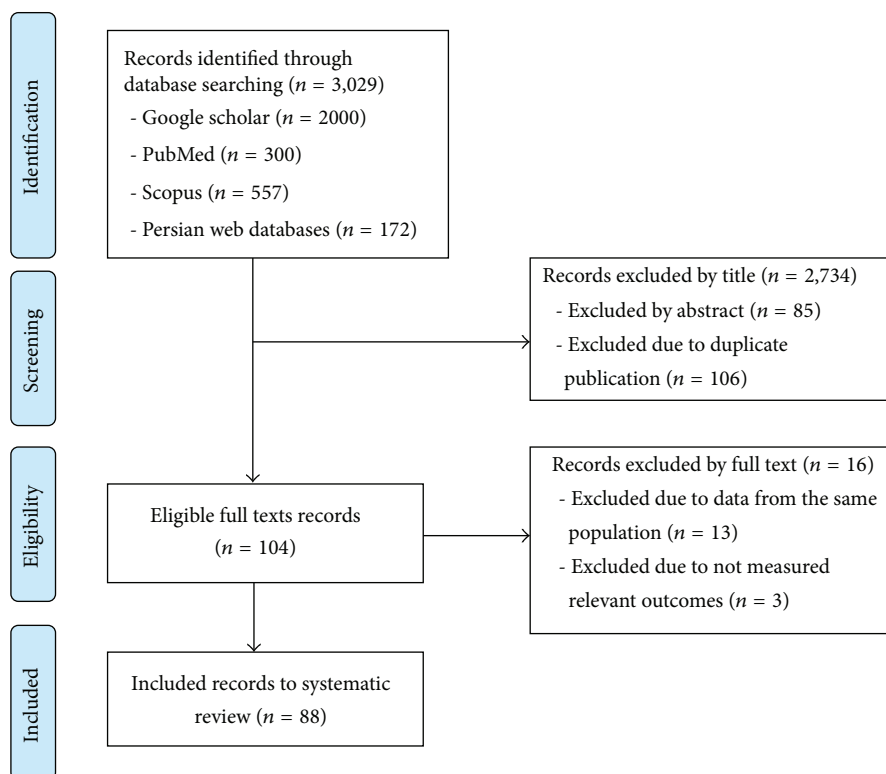 Identification
Records identified through
database searching (n = 3,029)
- Google scholar (n = 2000)
- PubMed (n = 300)
- Scopus (n = 557)
- Persian web databases (n = 172)
Screening
Records excluded by title (n = 2,734)
- Excluded by abstract (n = 85)
- Excluded due to duplicate
publication (n = 106)
Eligibility
Eligible full texts records
(n = 104)
Records excluded by full text (n = 16)
- Excluded due to data from the same
population (n = 13)
- Excluded due to not measured
relevant outcomes (n = 3)
Included
Included records to systematic
review (n = 88)